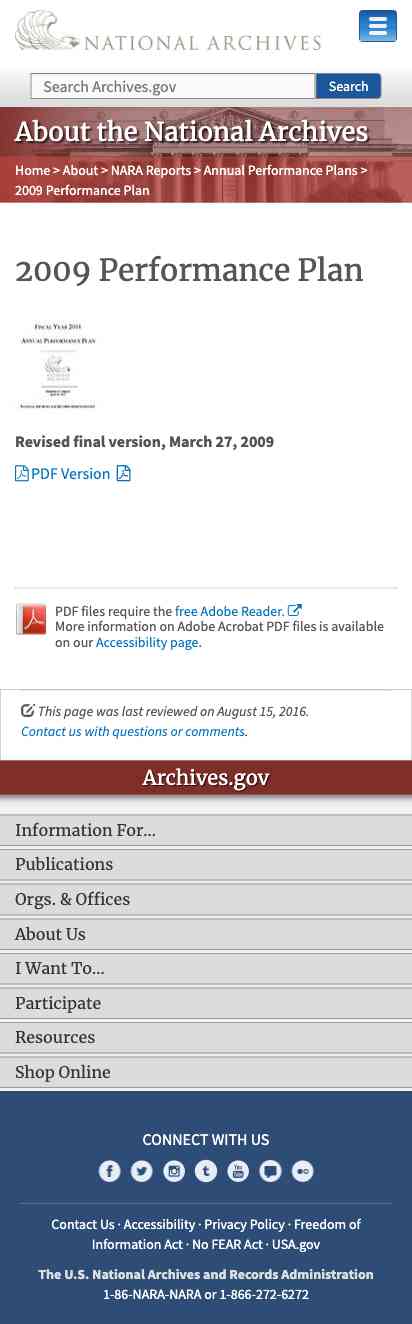 NATIONAL ARCHIVES
Search Archives.gov
Search
About the National Archives
Home > About > NARA Reports > Annual Performance Plans >
2009 Performance Plan
2009 Performance Plan
ANNUAL PERFORMANCE PLAN
Revised final version, March 27, 2009
PDF Version
PDF files require the free Adobe Reader.
More information on Adobe Acrobat PDF files is available
on our Accessibility page.
This page was last reviewed on August 15, 2016.
Contact us with questions or comments.
Archives.gov
Information For...
Publications
Orgs. & Offices
About Us
I Want To...
Participate
Resources
Shop Online
CONNECT WITH US
Contact Us · Accessibility · Privacy Policy · Freedom of
Information Act · No FEAR Act · USA.gov
The U.S. National Archives and Records Administration
1-86-NARA-NARA or 1-866-272-6272